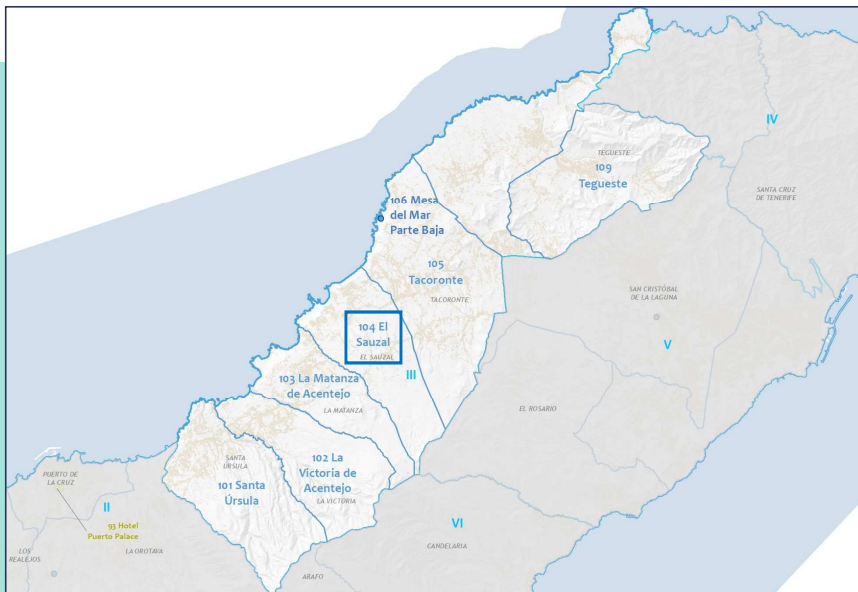 IV
TEGUESTE
109
Tegueste
SANTA CRUZ
DE TENERIFE
106 Mesa
del Mar
Parte Baja
105
Tacoronte
TACORONTE
SAN CRISTÓBAL
DE LA LAGUNA
V
104 El
Sauzal
EL SAUZAL
III
103 La Matanza
de Acentejo
LA MATANZA
EL ROSARIO
SANTA
ÚRSULA
101 Santa
Úrsula
102 La
Victoria de
Acentejo
LA VICTORIA
PUERTO DE
LA CRUZ
II
93 Hotel
Puerto Palace
LA OROTAVA
LOS
REALEJOS
VI
CANDELARIA
ARAFO